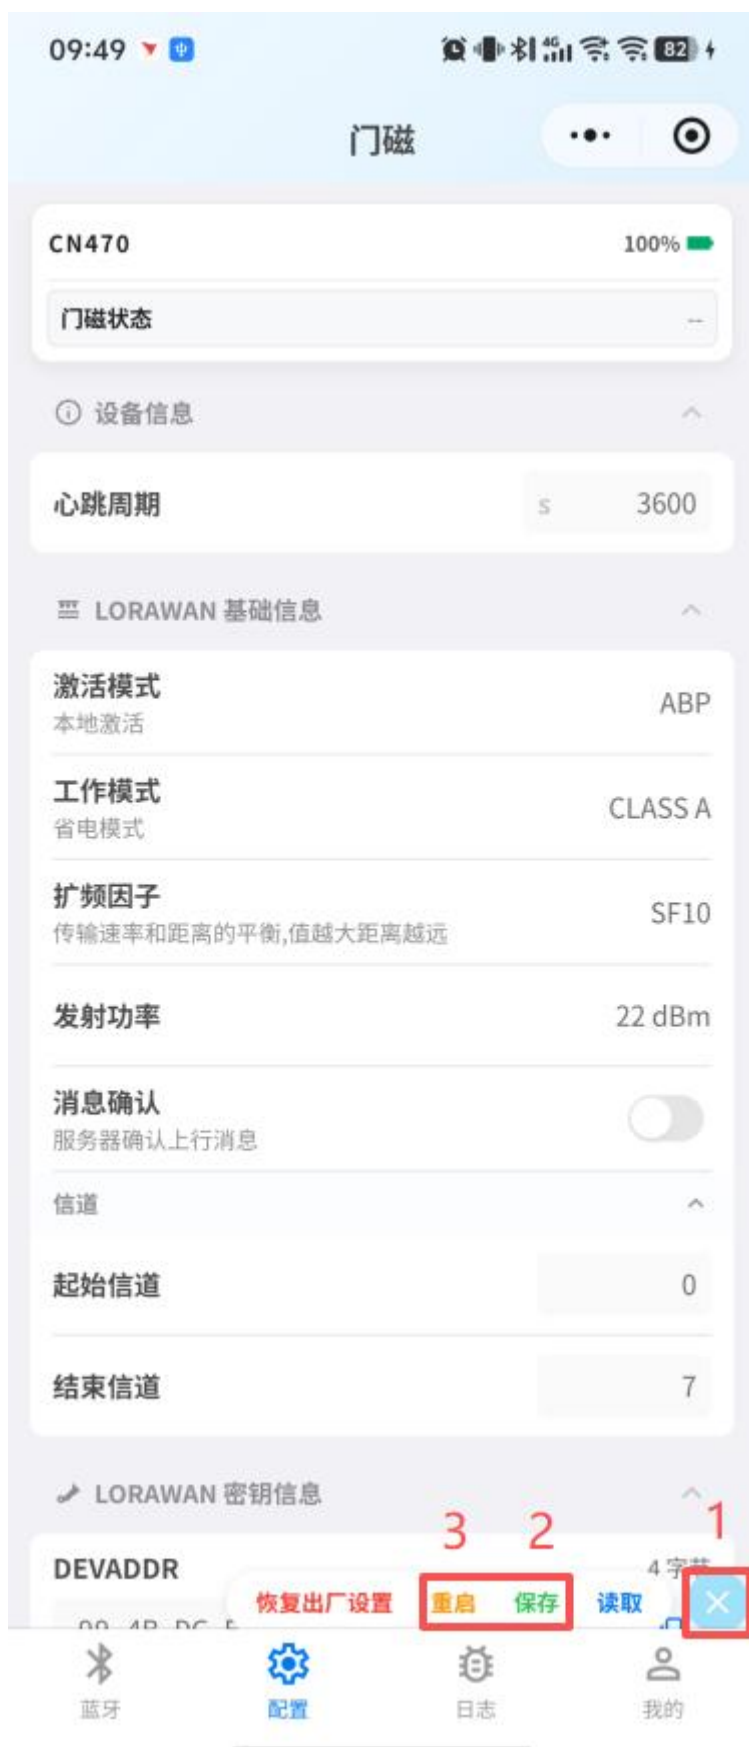 09:49 4G 82
门磁
CN470 100%
门磁状态 --
设备信息
心跳周期 s 3600
LORAWAN 基础信息
激活模式 ABP
本地激活
工作模式 CLASS A
省电模式
扩频因子 SF10
传输速率和距离的平衡,值越大距离越远
发射功率 22 dBm
消息确认
服务器确认上行消息
信道
起始信道 0
结束信道 7
LORAWAN 密钥信息
3 2 1
DEVADDR 4 字节
恢复出厂设置 重启 保存 读取
蓝牙 配置 日志 我的